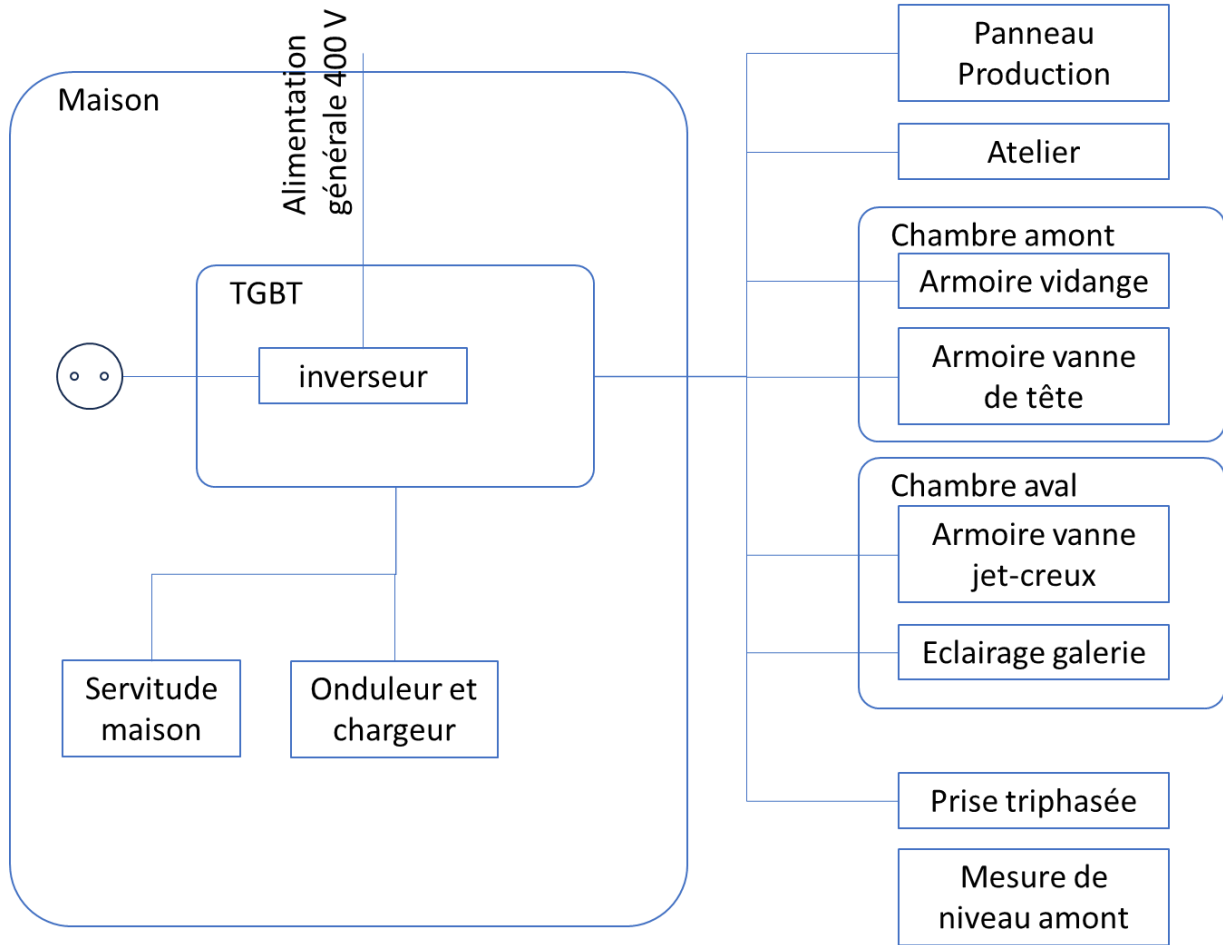 Alimentation
générale 400 V
Maison
TGBT
inverseur
Servitude
maison
Onduleur et
chargeur
Panneau
Production
Atelier
Chambre amont
Armoire vidange
Armoire vanne
de tête
Chambre aval
Armoire vanne
jet-creux
Eclairage galerie
Prise triphasée
Mesure de
niveau amont